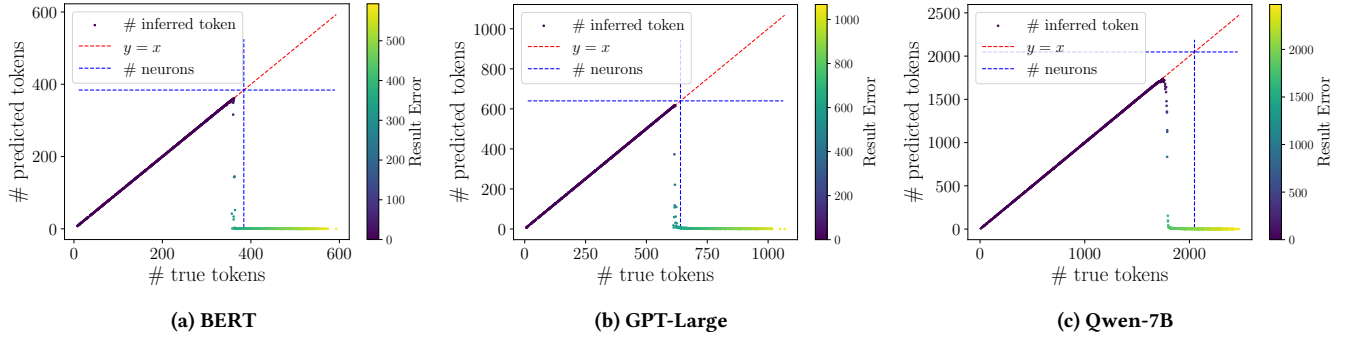 600
400
200
0
# predicted tokens
# inferred token
y = x
# neurons
0
200
400
600
# true tokens
500
400
300
200
100
0
Result Error
(a) BERT
1000
800
600
400
200
0
# predicted tokens
# inferred token
y = x
# neurons
0
250
500
750
1000
# true tokens
1000
800
600
400
200
0
Result Error
(b) GPT-Large
2500
2000
1500
1000
500
0
# predicted tokens
# inferred token
y = x
# neurons
0
1000
2000
# true tokens
2000
1500
1000
500
0
Result Error
(c) Qwen-7B